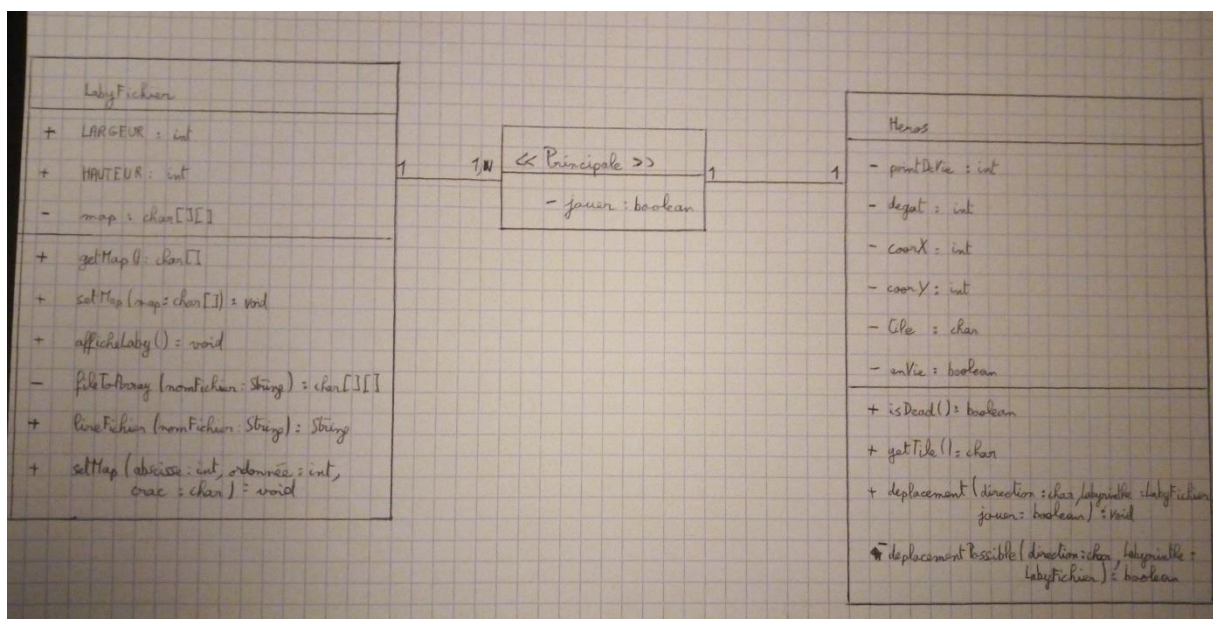 LabyFichier
+ LARGEUR : int
+ HAUTEUR : int
- map : char[][]
+ getMap() : char[]
+ setMap(map : char[]) : void
+ afficheLaby() : void
- fileToArray (nomFichier : String) : char[][]
+ lireFichier (nomFichier : String) : String
+ setMap (abscisse : int, ordonnée : int,
crac : char) : void
1
1,N
<< Principale >>
- jouer : boolean
1
1
Heros
- pointDeVie : int
- degat : int
- coorX : int
- coorY : int
- Tile : char
- enVie : boolean
+ isDead() : boolean
+ getTile() : char
+ deplacement (direction : char, labyrinthe : LabyFichier
jouer : boolean) : void
- deplacementPossible (direction : char, labyrinthe :
LabyFichier) : boolean